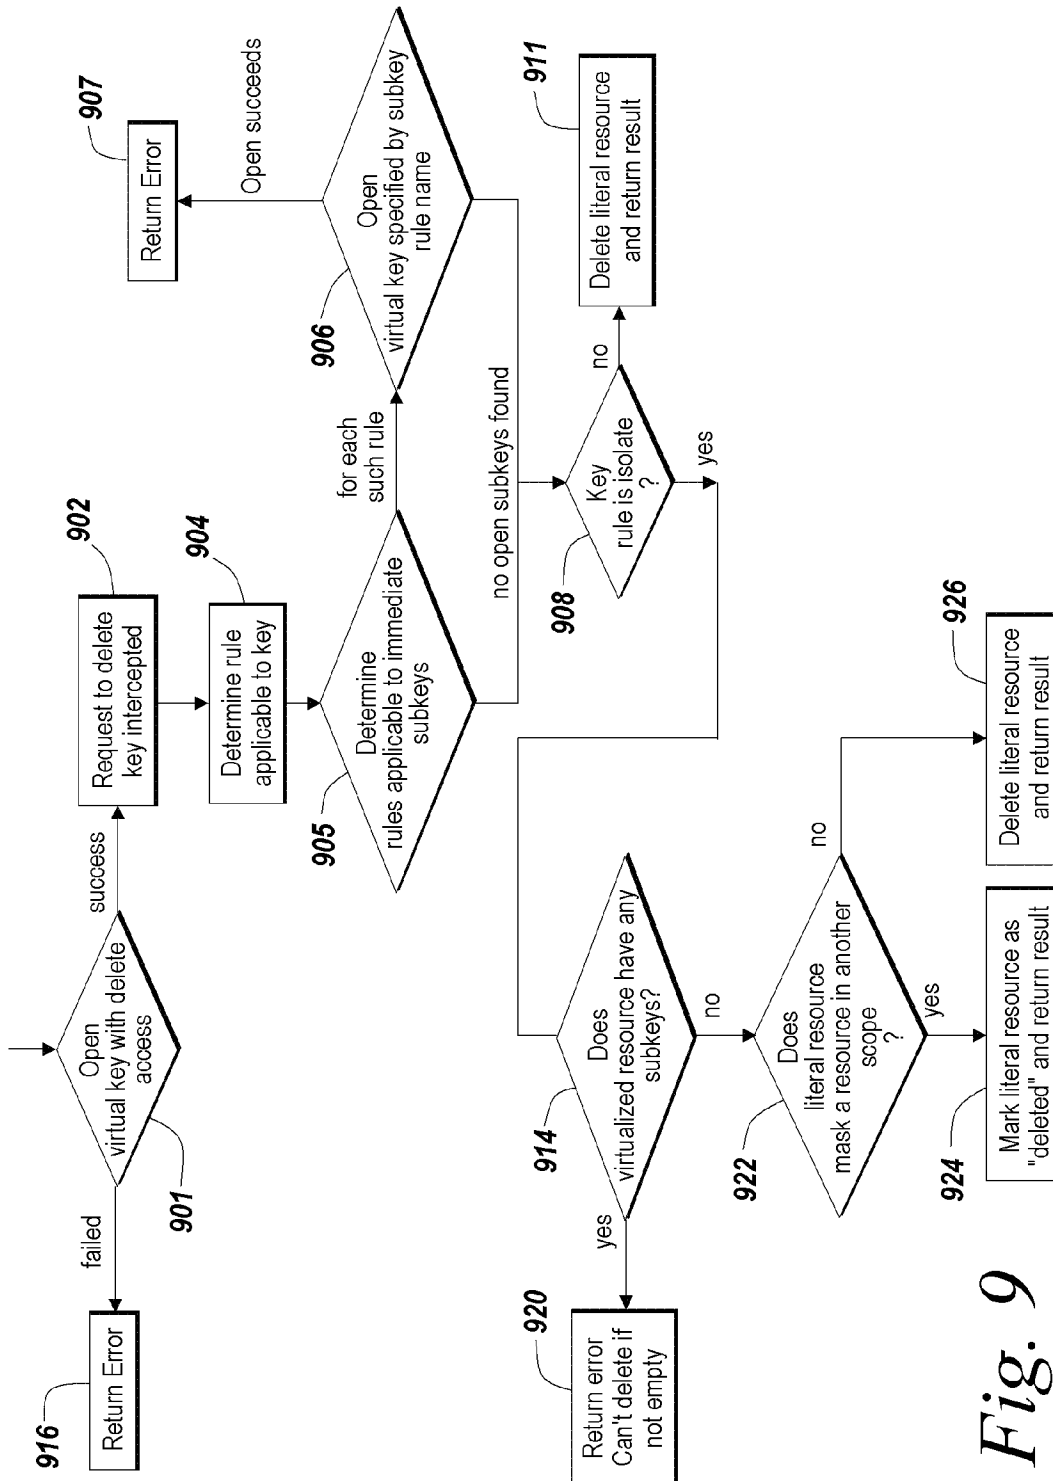 Open
virtual key with delete
access
901
failed
Return Error
916
success
Request to delete
key intercepted
902
Determine rule
applicable to key
904
Determine
rules applicable to immediate
subkeys
905
for each
such rule
Open
virtual key specified by subkey
rule name
906
Open succeeds
Return Error
907
no open subkeys found
Key
rule is isolate
?
908
no
Delete literal resource
and return result
911
yes
Does
virtualized resource have any
subkeys?
914
yes
Return error
Can't delete if
not empty
920
no
Does
literal resource
mask a resource in another
scope
?
922
yes
Mark literal resource as
"deleted" and return result
924
no
Delete literal resource
and return result
926
Fig. 9